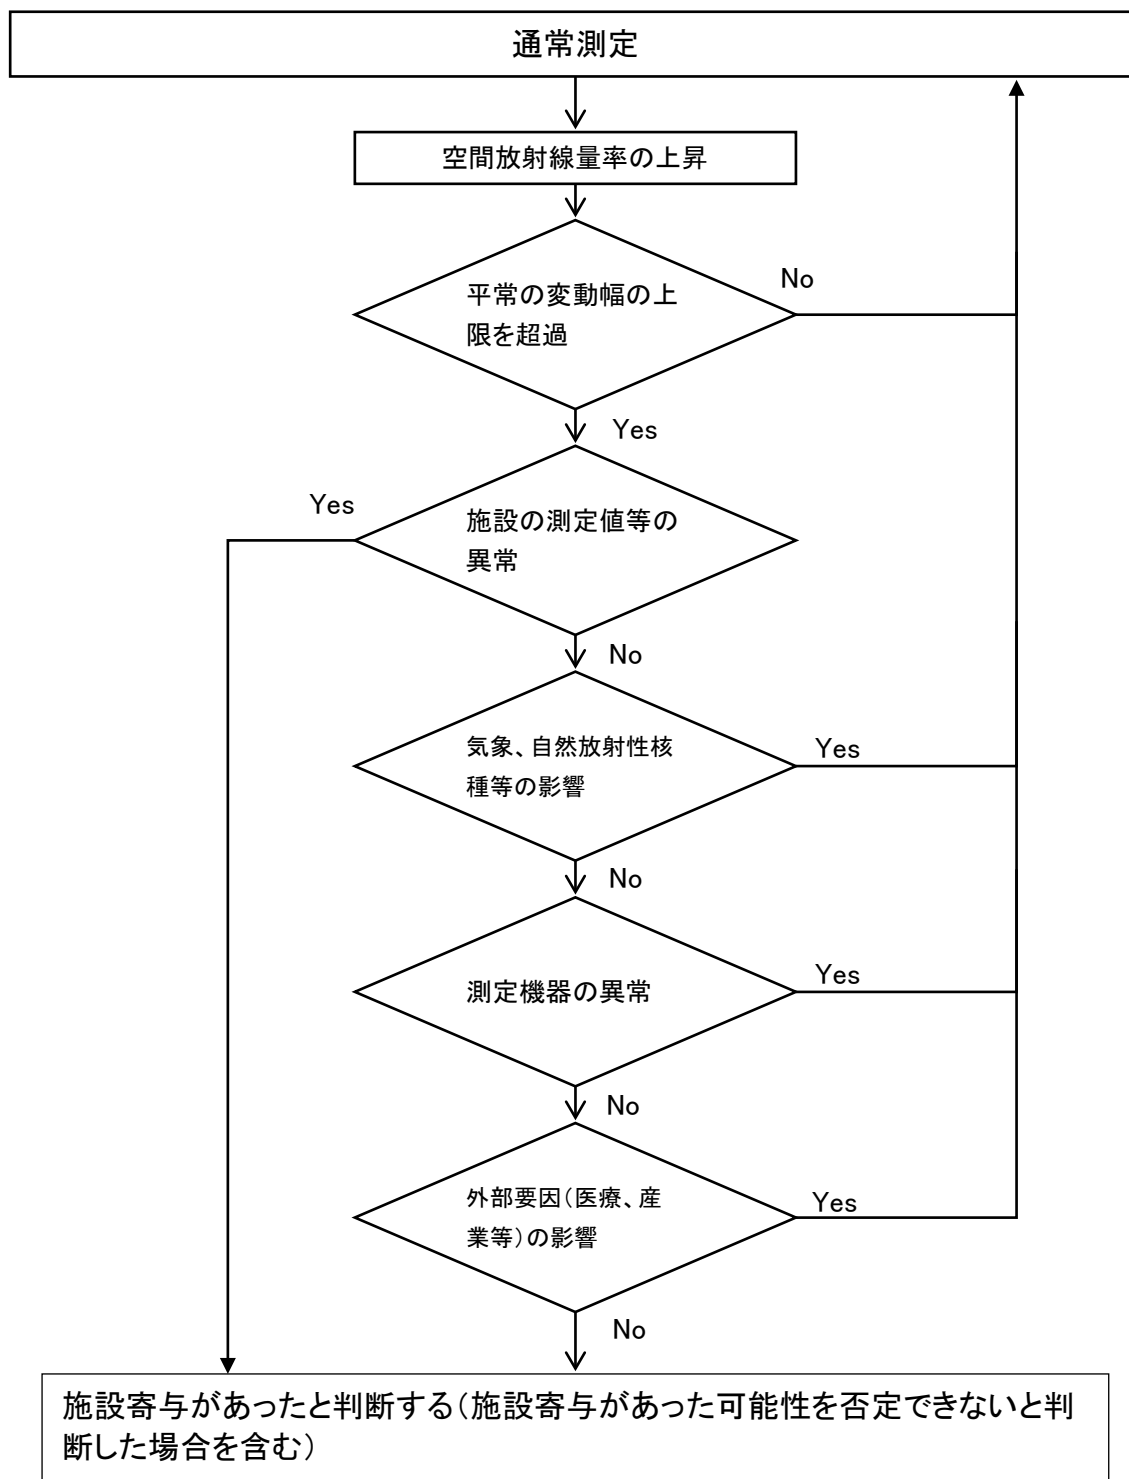 通常測定
空間放射線量率の上昇
平常の変動幅の上
限を超過
No
Yes
施設の測定値等の
異常
Yes
No
気象、自然放射性核
種等の影響
Yes
No
測定機器の異常
Yes
No
外部要因（医療、産
業等）の影響
Yes
No
施設寄与があったと判断する（施設寄与があった可能性を否定できないと判
断した場合を含む）